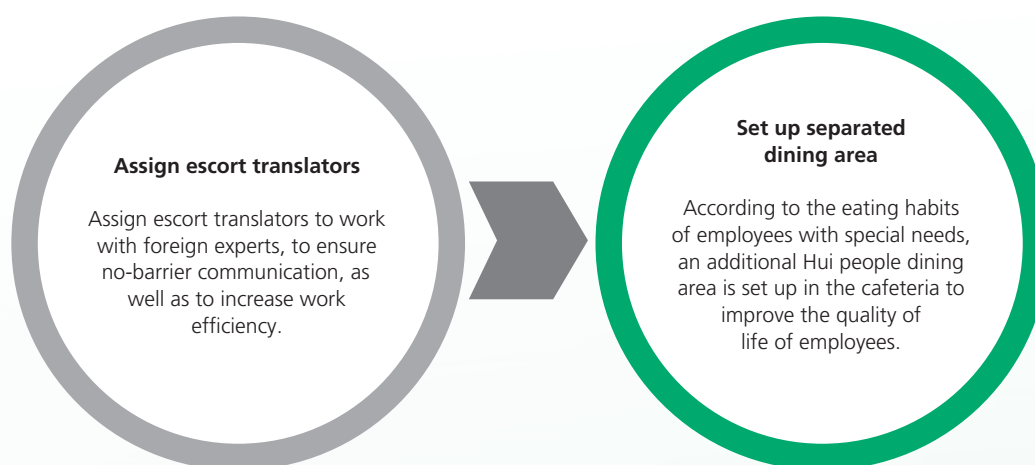 Assign escort translators
Assign escort translators to work
with foreign experts, to ensure
no-barrier communication, as
well as to increase work
efficiency.
Set up separated
dining area
According to the eating habits
of employees with special needs,
an additional Hui people dining
area is set up in the cafeteria to
improve the quality of
life of employees.